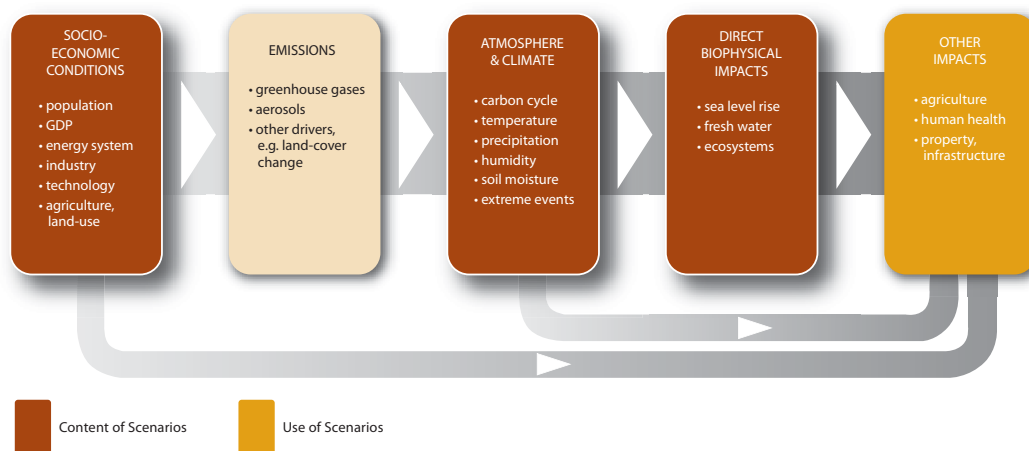 SOCIO-
ECONOMIC
CONDITIONS
• population
• GDP
• energy system
• industry
• technology
• agriculture,
land-use
EMISSIONS
• greenhouse gases
• aerosols
• other drivers,
e.g. land-cover
change
ATMOSPHERE
& CLIMATE
• carbon cycle
• temperature
• precipitation
• humidity
• soil moisture
• extreme events
DIRECT
BIOPHYSICAL
IMPACTS
• sea level rise
• fresh water
• ecosystems
OTHER
IMPACTS
• agriculture
• human health
• property,
infrastructure
Content of Scenarios
Use of Scenarios